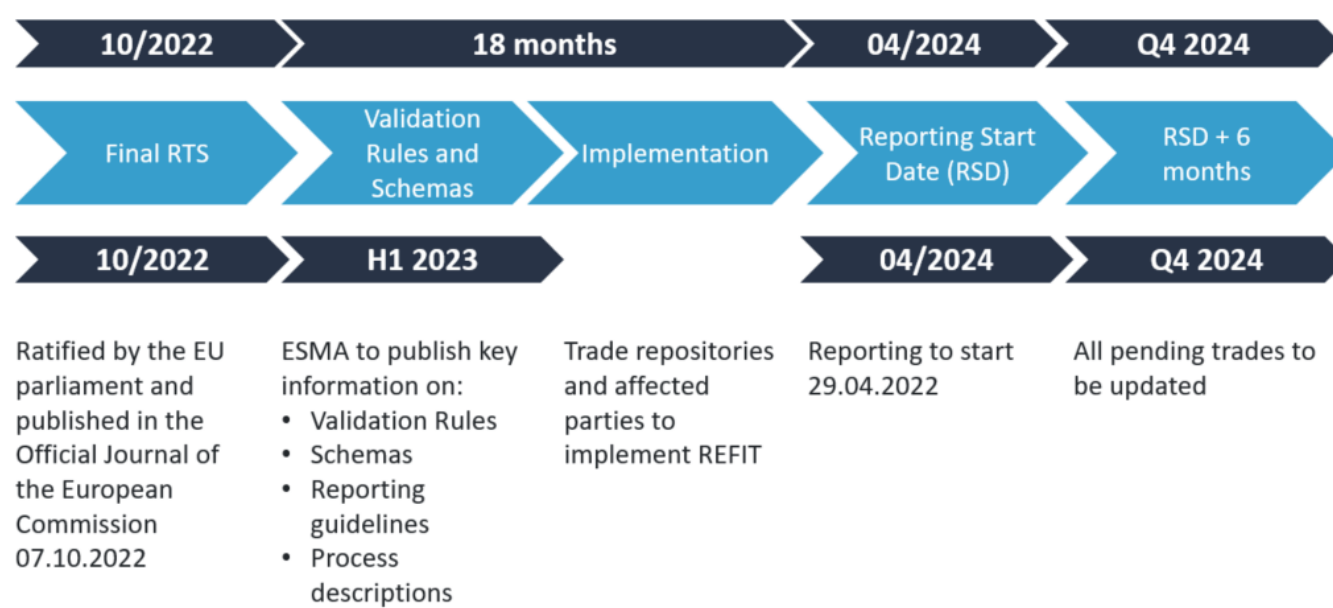 10/2022
18 months
04/2024
Q4 2024
Final RTS
Validation
Rules and
Schemas
Implementation
Reporting Start
Date (RSD)
RSD + 6
months
10/2022
H1 2023
04/2024
Q4 2024
Ratified by the EU
parliament and
published in the
Official Journal of
the European
Commission
07.10.2022
ESMA to publish key
information on:
• Validation Rules
• Schemas
• Reporting
guidelines
• Process
descriptions
Trade repositories
and affected
parties to
implement REFIT
Reporting to start
29.04.2022
All pending trades to
be updated